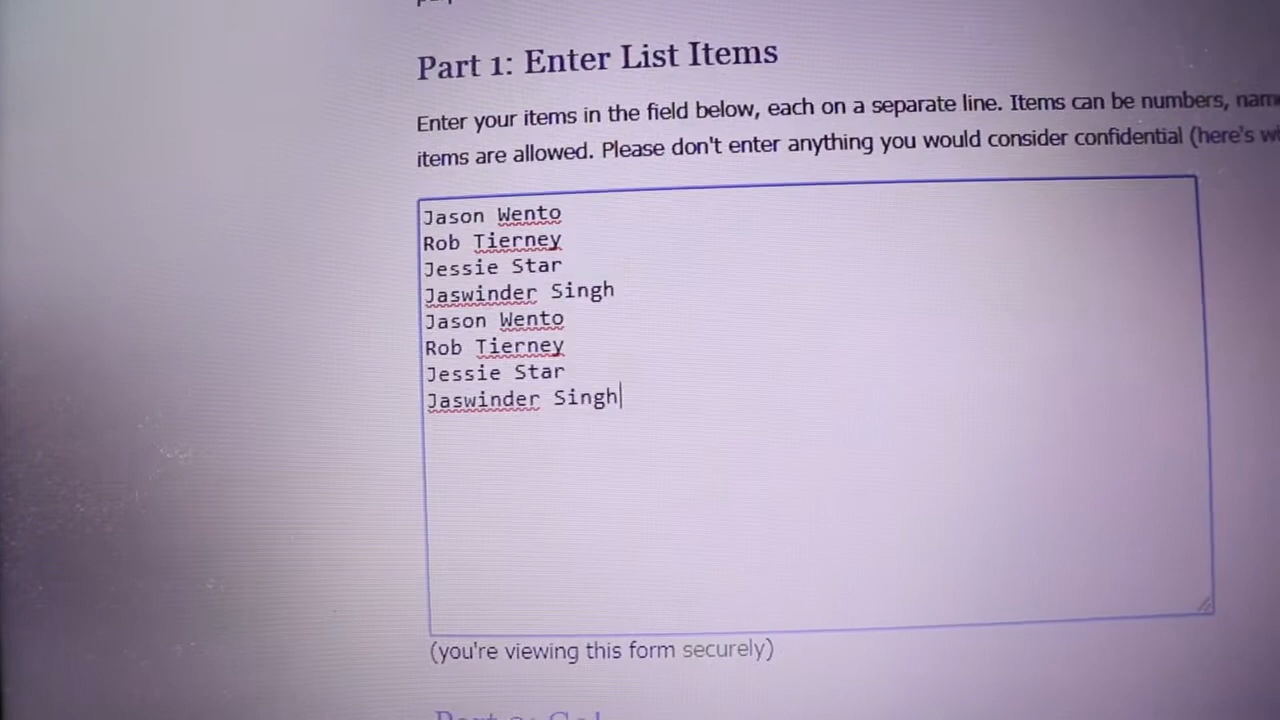 Part 1: Enter List Items
Enter your items in the field below, each on a separate line. Items can be numbers,
items are allowed. Please don't enter anything you would consider confidential (here's
Jason Wento
Rob Tierney
Jessie Star
Jaswinder Singh
Jason Wento
Rob Tierney
Jessie Star
Jaswinder Singh
(you're viewing this form securely)